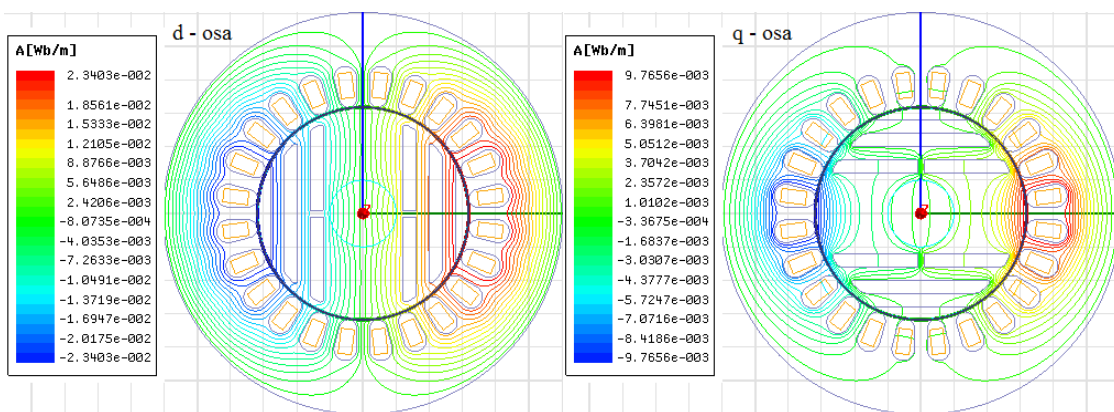 d - osa
A[Wb/m]
2.3403e-002
1.8561e-002
1.5333e-002
1.2105e-002
8.8766e-003
5.6486e-003
2.4206e-003
-8.0735e-004
-4.0353e-003
-7.2633e-003
-1.0491e-002
-1.3719e-002
-1.6947e-002
-2.0175e-002
-2.3403e-002
q - osa
A[Wb/m]
9.7656e-003
7.7451e-003
6.3981e-003
5.0512e-003
3.7042e-003
2.3572e-003
1.0102e-003
-3.3675e-004
-1.6837e-003
-3.0307e-003
-4.3777e-003
-5.7247e-003
-7.0716e-003
-8.4186e-003
-9.7656e-003